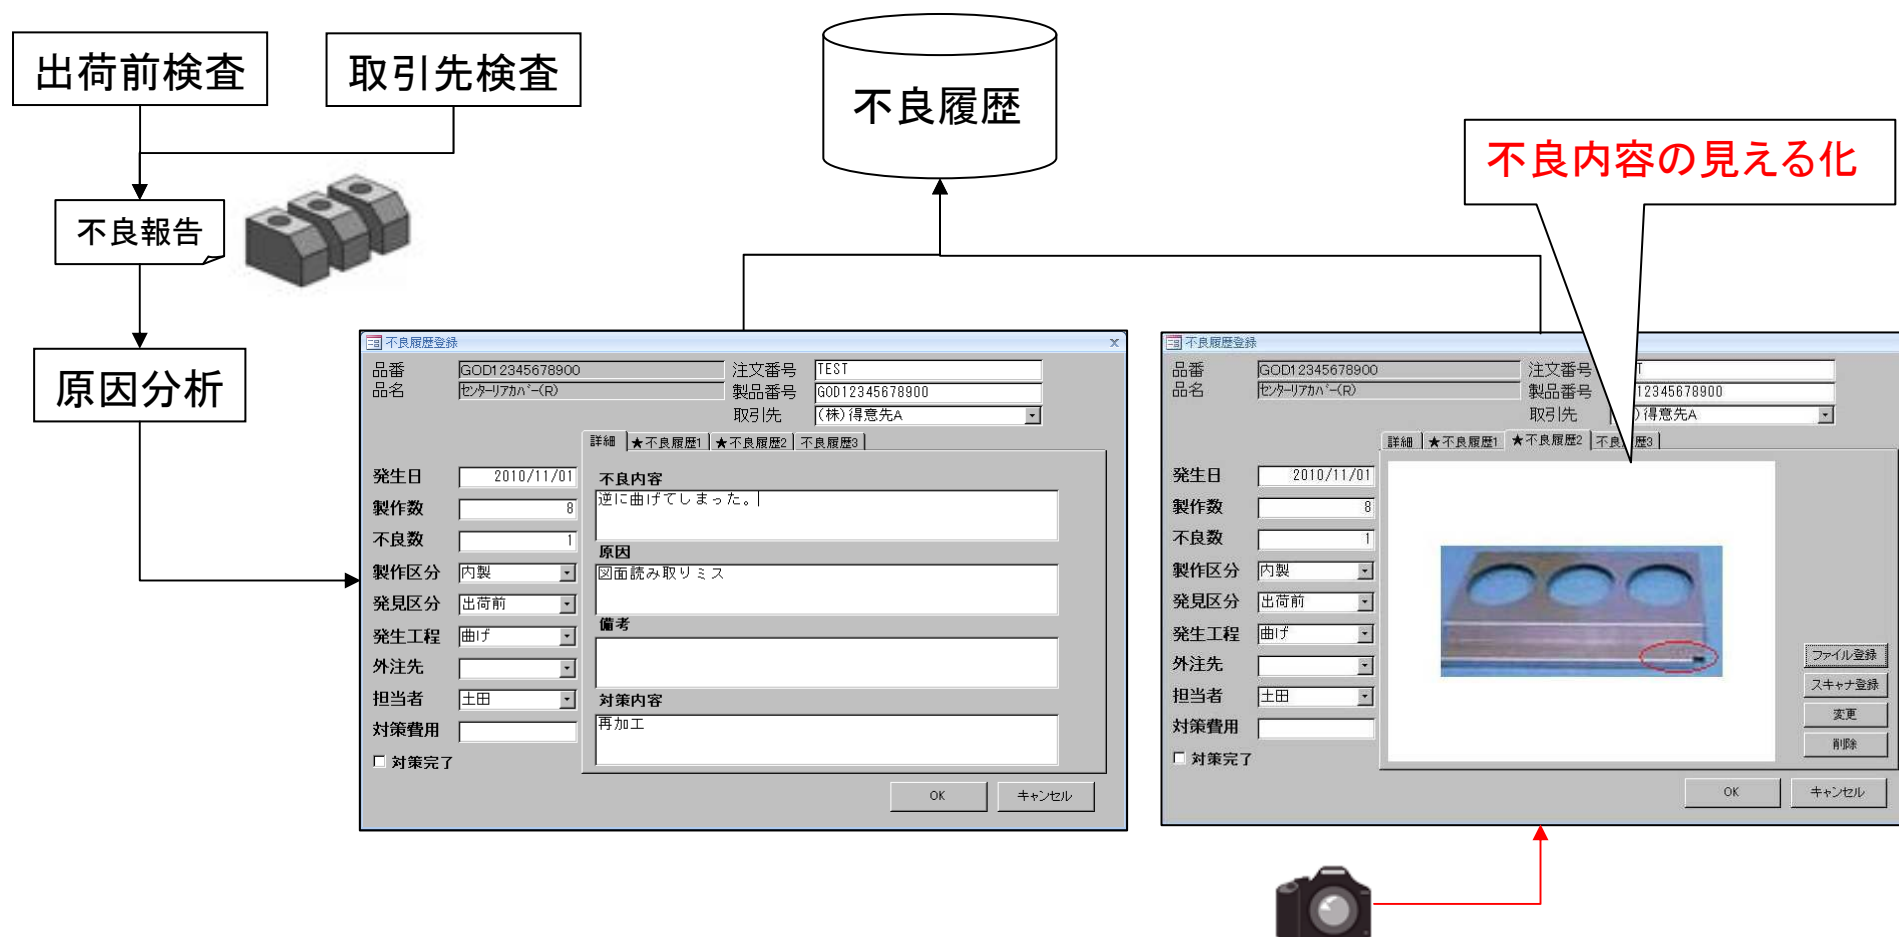 出荷前検査
取引先検査
不良履歴
不良内容の見える化
不良報告
原因分析
不良履歴登録
x
品番
GOD12345678900
注文番号
TEST
品名
センターリアカバー(R)
製品番号
GOD12345678900
取引先
(株)得意先A
詳細
★不良履歴1
★不良履歴2
不良履歴3
発生日
2010/11/01
製作数
8
不良数
1
製作区分
内製
発見区分
出荷前
発生工程
曲げ
外注先
担当者
土田
対策費用
対策完了
不良内容
逆に曲げてしまった。
原因
図面読み取りミス
備考
対策内容
再加工
OK
キャンセル
不良履歴登録
品番
GOD12345678900
注文番号
T
品名
センターリアカバー(R)
製品番号
12345678900
取引先
)得意先A
詳細
★不良履歴1
★不良履歴2
不良履歴3
発生日
2010/11/01
製作数
8
不良数
1
製作区分
内製
発見区分
出荷前
発生工程
曲げ
外注先
担当者
土田
対策費用
対策完了
ファイル登録
スキャナ登録
変更
削除
OK
キャンセル